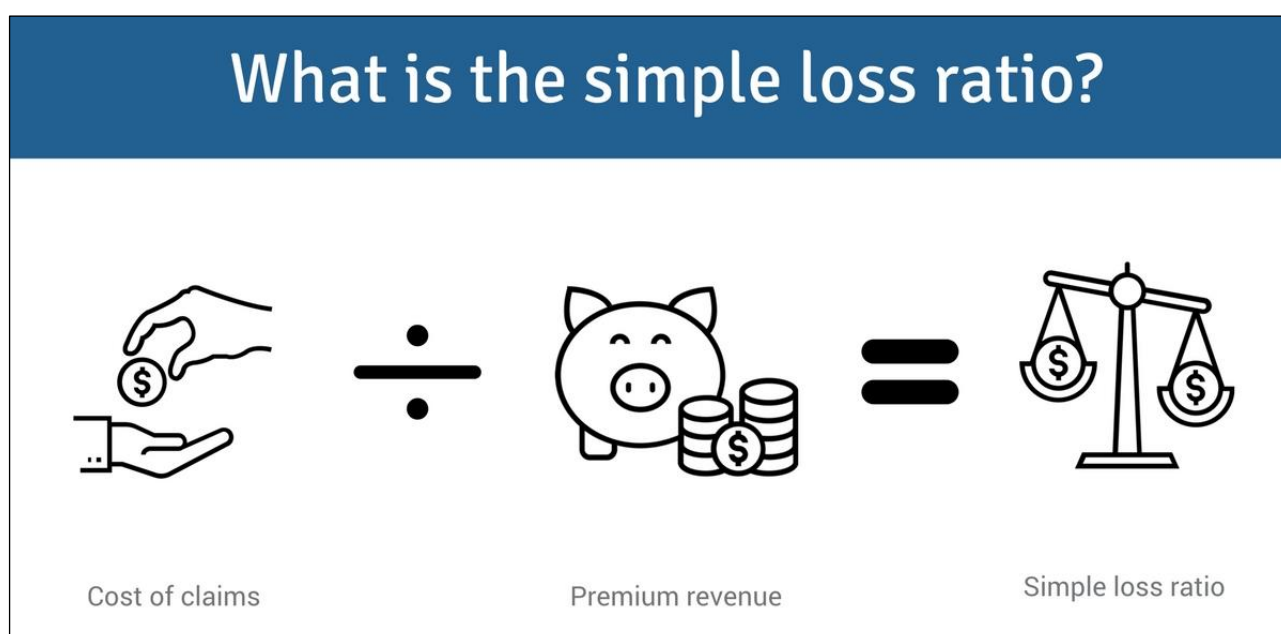 What is the simple loss ratio?
$
$
$
$
Cost of claims
Premium revenue
Simple loss ratio